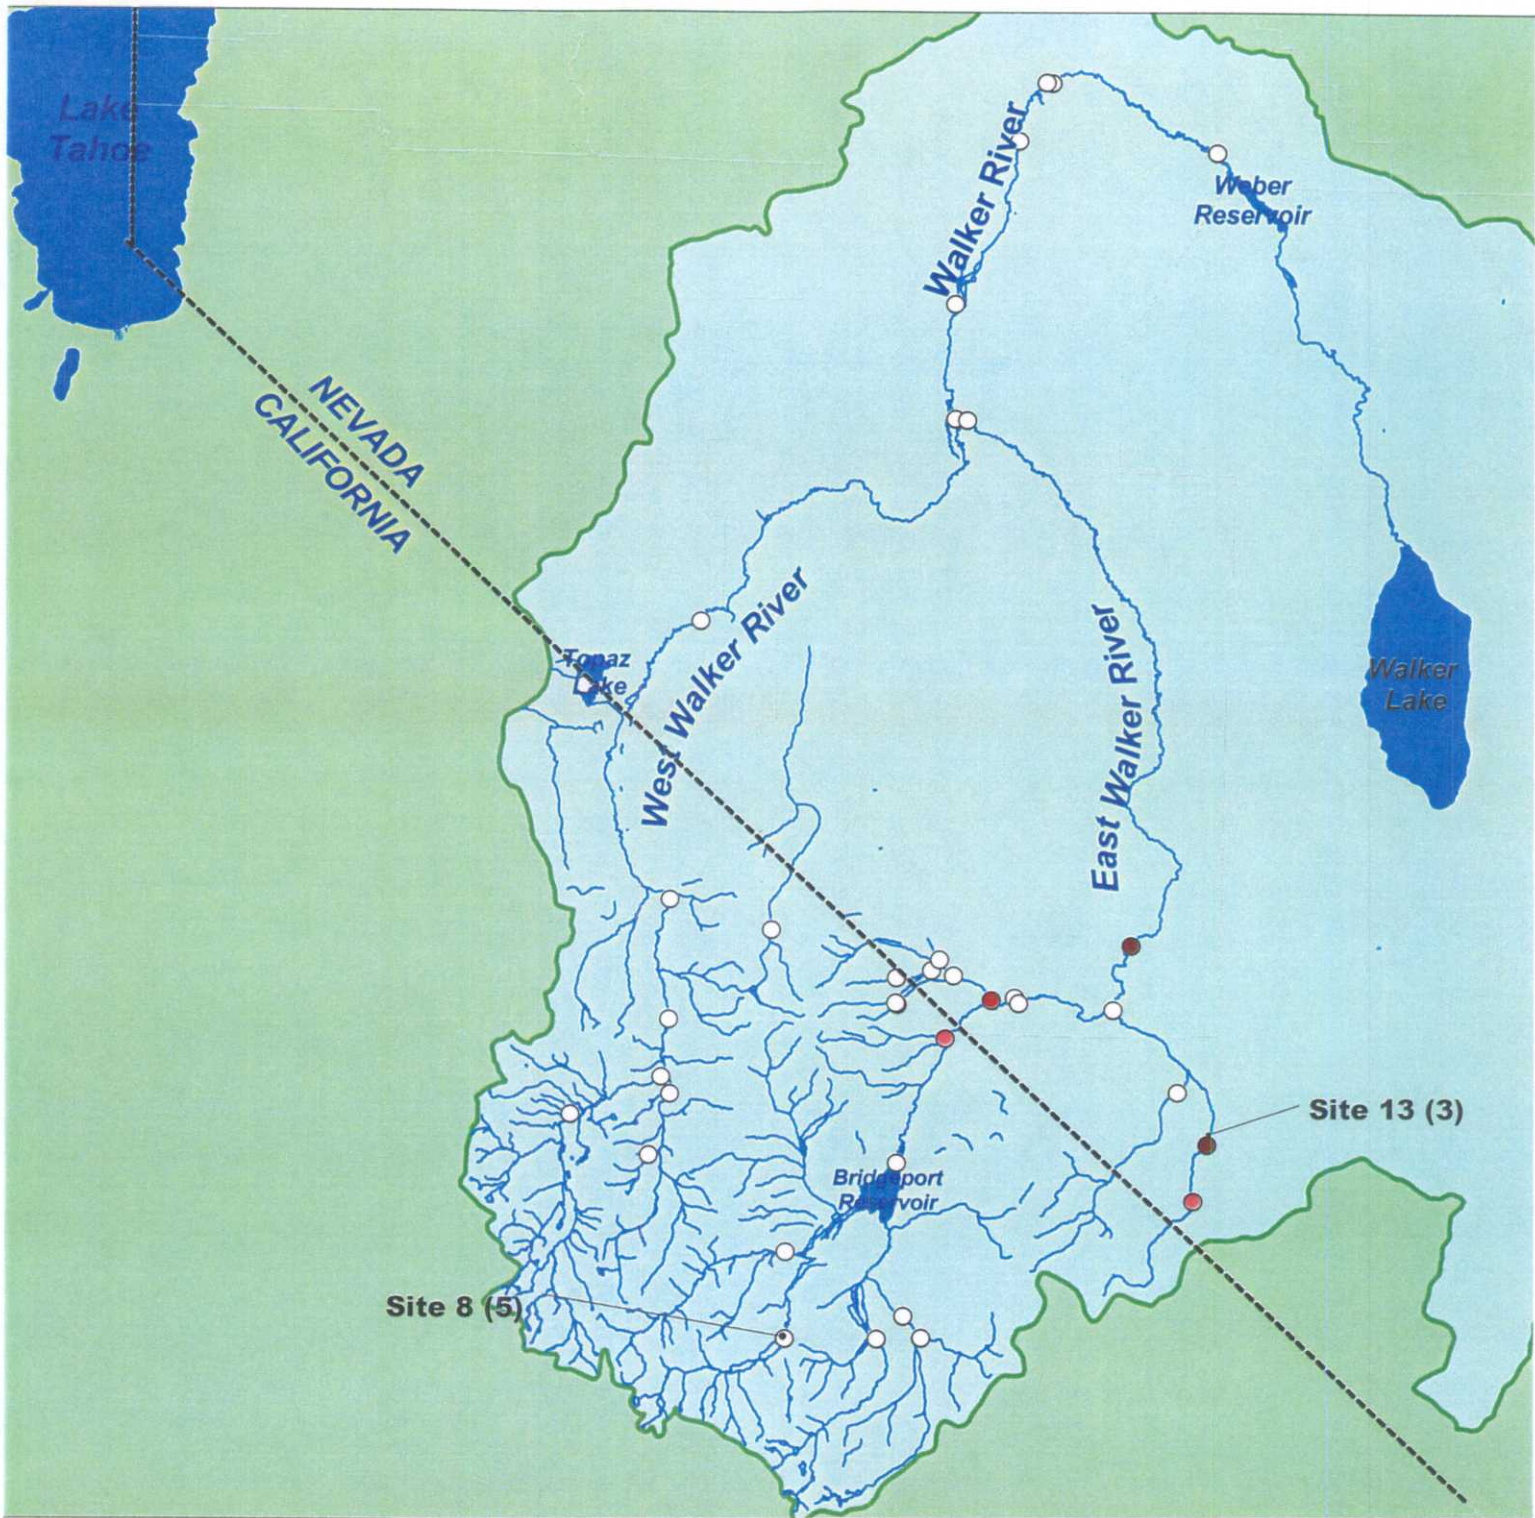 Lake
Tahoe
Walker River
Weber
Reservoir
NEVADA
CALIFORNIA
Topaz
Lake
West Walker River
East Walker River
Walker
Lake
Site 13 (3)
Bridgeport
Reservoir
Site 8 (5)